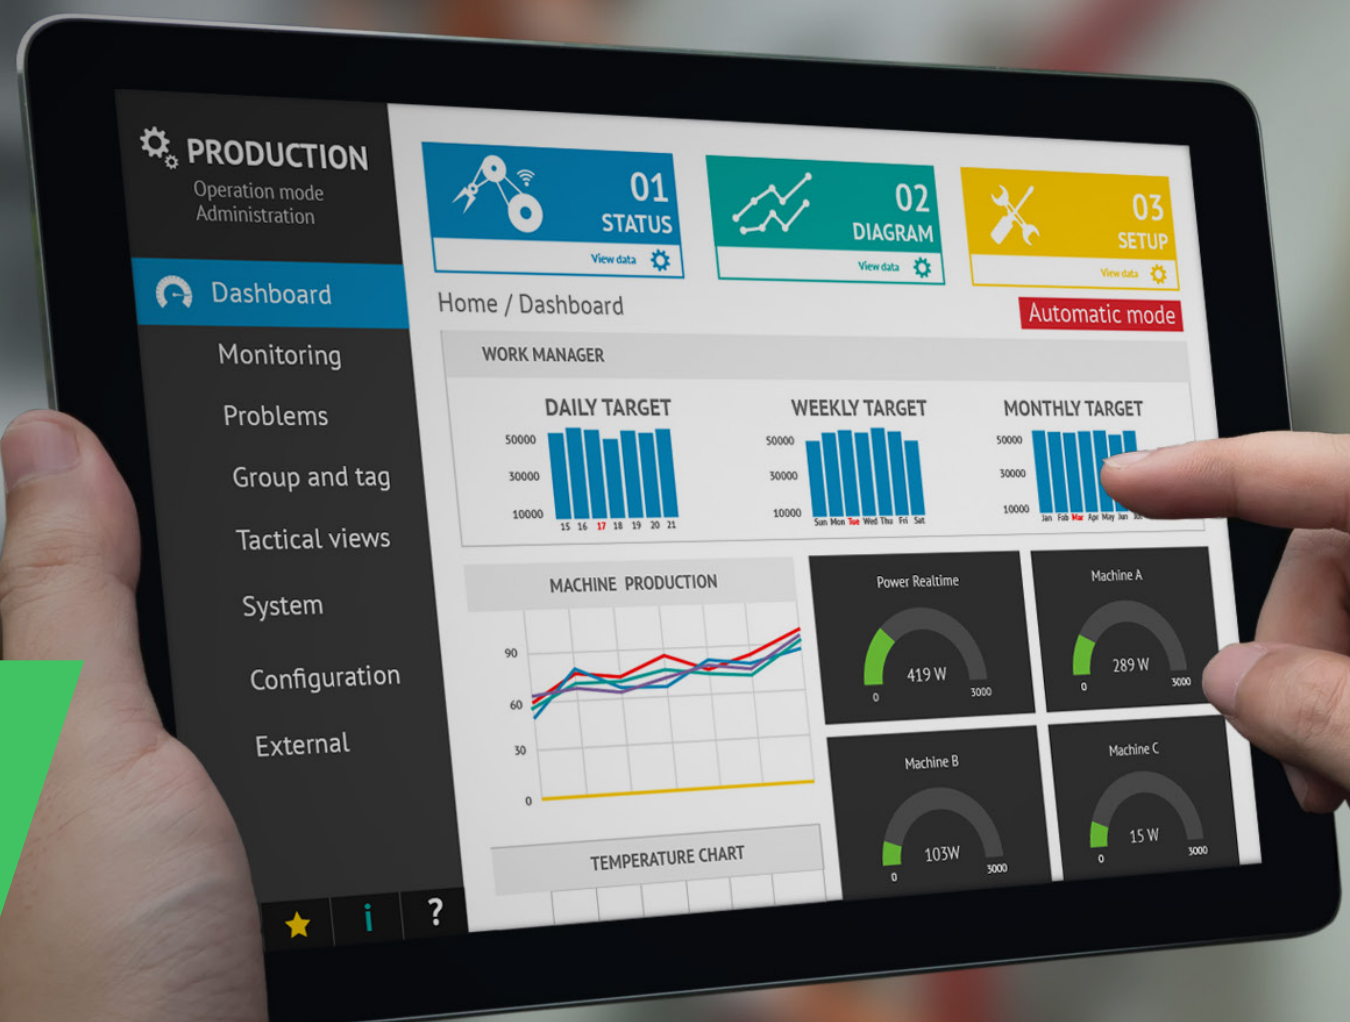 PRODUCTION
Operation mode
Administration
Dashboard
Monitoring
Problems
Group and tag
Tactical views
System
Configuration
External
i
?
01
STATUS
View data
02
DIAGRAM
View data
03
SETUP
View data
Home / Dashboard
Automatic mode
WORK MANAGER
DAILY TARGET
50000
30000
10000
15 16 17 18 19 20 21
WEEKLY TARGET
50000
30000
10000
Sun Mon Tue Wed Thu Fri Sat
MONTHLY TARGET
50000
30000
10000
Jan Feb Mar Apr May Jun
MACHINE PRODUCTION
90
60
30
0
Power Realtime
419 W
0 3000
Machine A
289 W
0 3000
Machine B
103W
0 3000
Machine C
15 W
0 3000
TEMPERATURE CHART